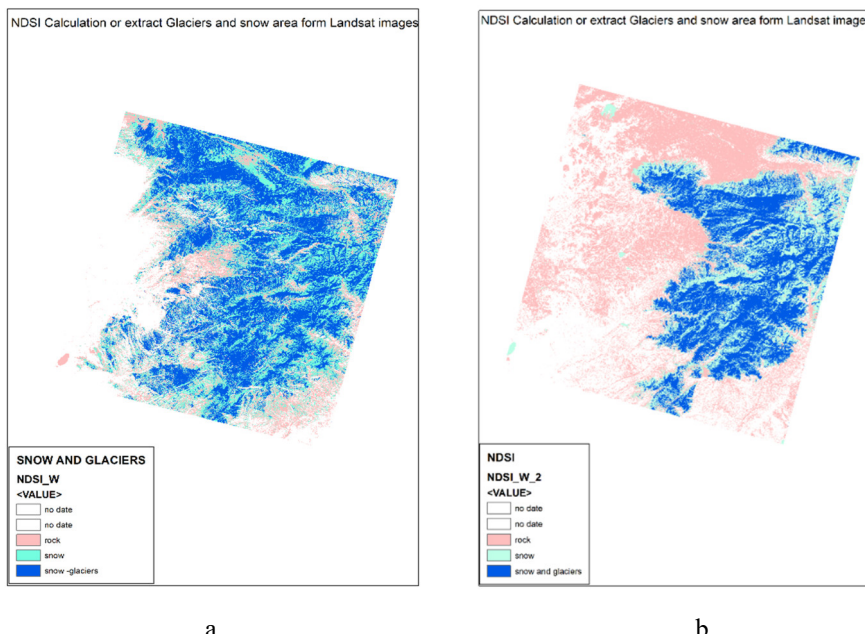 NDSI Calculation or extract Glaciers and snow area form Landsat images
SNOW AND GLACIERS
NDSI_W
<VALUE>
no date
no date
rock
snow
snow -glaciers
a
NDSI Calculation or extract Glaciers and snow area form Landsat image
NDSI
NDSI_W_2
<VALUE>
no date
no date
rock
snow
snow and glaciers
b